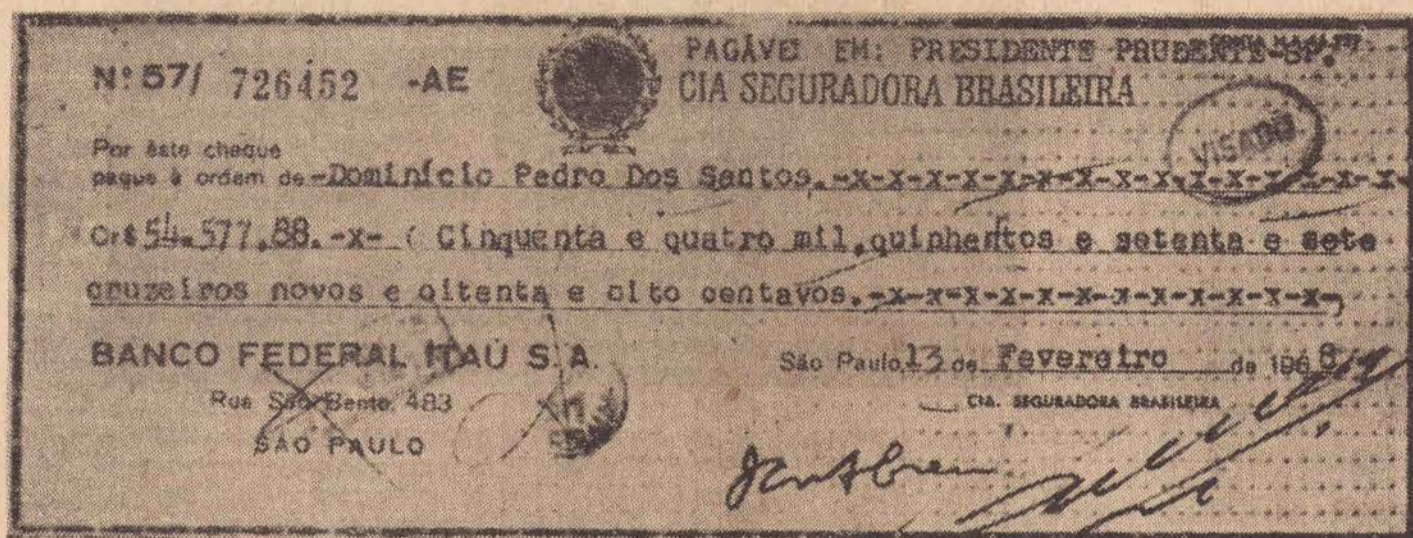 PAGÁVEL EM: PRESIDENTE PRUDENTE-SP.
Nº 57/ 726452 -AE
CIA SEGURADORA BRASILEIRA
VISADO
Por êste cheque
pague à ordem de -Dominício Pedro Dos Santos.-x-x-x-x-x-x-x-x-x-x-x-x-x-
Cr$ 54.577,88.-x- ( Cinquenta e quatro mil,quinhentos e setenta e sete
cruzeiros novos e oitenta e oito centavos.-x-x-x-x-x-x-x-x-x-x-x-x-x-
BANCO FEDERAL ITAÚ S.A.
São Paulo, 13 de Fevereiro de 1968
Rua São Bento, 483
CIA. SEGURADORA BRASILEIRA
SÃO PAULO